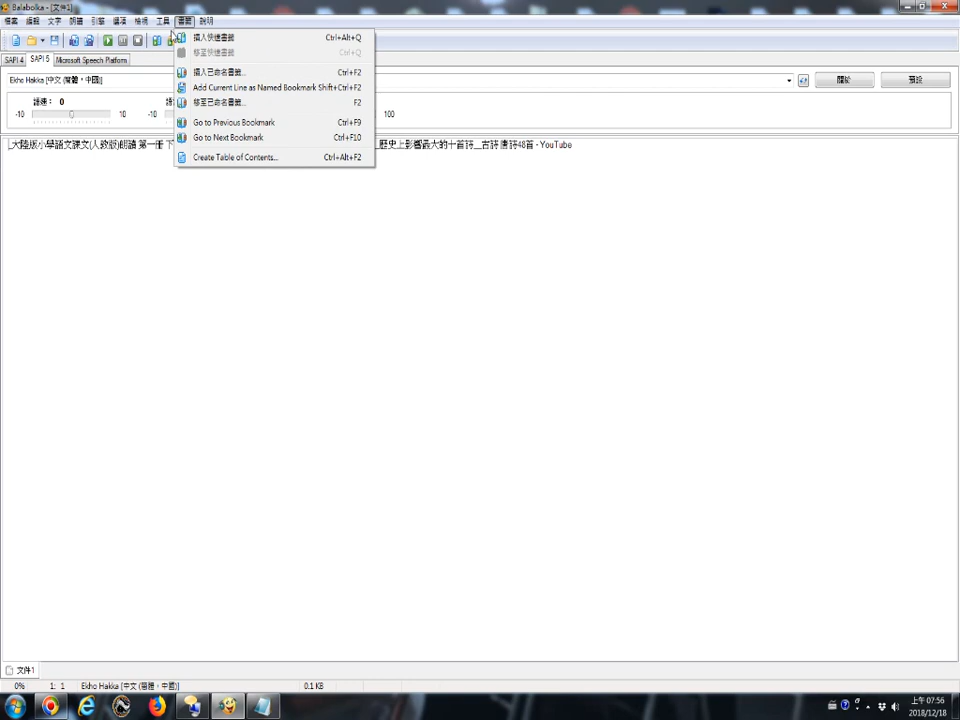 Balabolka - [文件1]
檔案 編輯 文字 朗讀 引擎 選項 檢視 工具 書籤 說明
插入快速書籤 Ctrl+Alt+Q
移至快速書籤 Ctrl+Q
SAPI 4 SAPI 5 Microsoft Speech Platform
插入已命名書籤... Ctrl+F2
Ekho Hakka [中文 (簡體，中國)] 關於 預設
Add Current Line as Named Bookmark Shift+Ctrl+F2
移至已命名書籤... F2
語速： 0
-10 10 -10 100
Go to Previous Bookmark Ctrl+F9
Go to Next Bookmark Ctrl+F10
大陸版小學語文課文(人教版)朗讀 第一冊 下 歷史上影響最大的十首詩__古詩 唐詩48首 - YouTube
Create Table of Contents... Ctrl+Alt+F2
文件1
0% 1: 1 Ekho Hakka [中文 (簡體，中國)] 0.1 KB
上午 07:56
2018/12/18